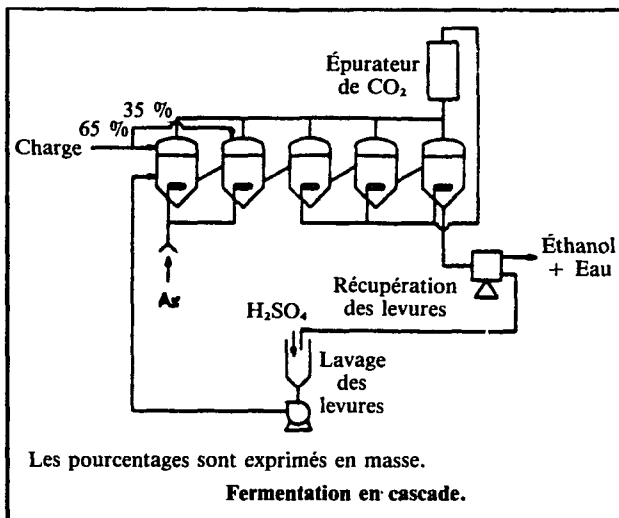 Épurateur
de CO₂
35 %
65 %
Charge
Éthanol
+ Eau
Récupération
des levures
H₂SO₄
Lavage
des
levures
Les pourcentages sont exprimés en masse.
Fermentation en cascade.